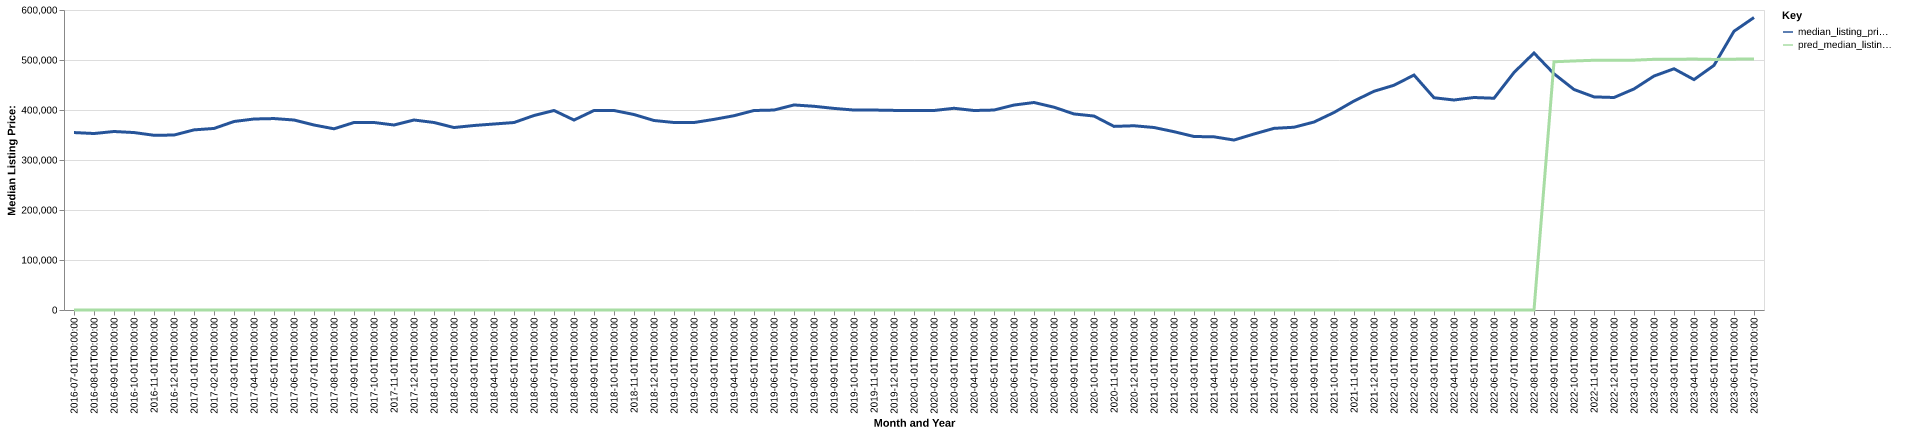 600,000
500,000
400,000
300,000
200,000
100,000
0
Median Listing Price:
2016-07-01T00:00:00
2016-08-01T00:00:00
2016-09-01T00:00:00
2016-10-01T00:00:00
2016-11-01T00:00:00
2016-12-01T00:00:00
2017-01-01T00:00:00
2017-02-01T00:00:00
2017-03-01T00:00:00
2017-04-01T00:00:00
2017-05-01T00:00:00
2017-06-01T00:00:00
2017-07-01T00:00:00
2017-08-01T00:00:00
2017-09-01T00:00:00
2017-10-01T00:00:00
2017-11-01T00:00:00
2017-12-01T00:00:00
2018-01-01T00:00:00
2018-02-01T00:00:00
2018-03-01T00:00:00
2018-04-01T00:00:00
2018-05-01T00:00:00
2018-06-01T00:00:00
2018-07-01T00:00:00
2018-08-01T00:00:00
2018-09-01T00:00:00
2018-10-01T00:00:00
2018-11-01T00:00:00
2018-12-01T00:00:00
2019-01-01T00:00:00
2019-02-01T00:00:00
2019-03-01T00:00:00
2019-04-01T00:00:00
2019-05-01T00:00:00
2019-06-01T00:00:00
2019-07-01T00:00:00
2019-08-01T00:00:00
2019-09-01T00:00:00
2019-10-01T00:00:00
2019-11-01T00:00:00
2019-12-01T00:00:00
2020-01-01T00:00:00
2020-02-01T00:00:00
2020-03-01T00:00:00
2020-04-01T00:00:00
2020-05-01T00:00:00
2020-06-01T00:00:00
2020-07-01T00:00:00
2020-08-01T00:00:00
2020-09-01T00:00:00
2020-10-01T00:00:00
2020-11-01T00:00:00
2020-12-01T00:00:00
2021-01-01T00:00:00
2021-02-01T00:00:00
2021-03-01T00:00:00
2021-04-01T00:00:00
2021-05-01T00:00:00
2021-06-01T00:00:00
2021-07-01T00:00:00
2021-08-01T00:00:00
2021-09-01T00:00:00
2021-10-01T00:00:00
2021-11-01T00:00:00
2021-12-01T00:00:00
2022-01-01T00:00:00
2022-02-01T00:00:00
2022-03-01T00:00:00
2022-04-01T00:00:00
2022-05-01T00:00:00
2022-06-01T00:00:00
2022-07-01T00:00:00
2022-08-01T00:00:00
2022-09-01T00:00:00
2022-10-01T00:00:00
2022-11-01T00:00:00
2022-12-01T00:00:00
2023-01-01T00:00:00
2023-02-01T00:00:00
2023-03-01T00:00:00
2023-04-01T00:00:00
2023-05-01T00:00:00
2023-06-01T00:00:00
2023-07-01T00:00:00
Month and Year
Key
median_listing_pri…
pred_median_listin…